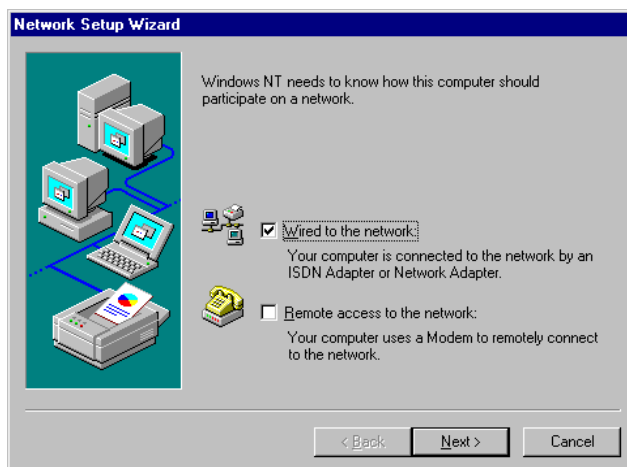 Network Setup Wizard
Windows NT needs to know how this computer should
participate on a network.
Wired to the network:
Your computer is connected to the network by an
ISDN Adapter or Network Adapter.
Remote access to the network:
Your computer uses a Modem to remotely connect
to the network.
< Back
Next >
Cancel